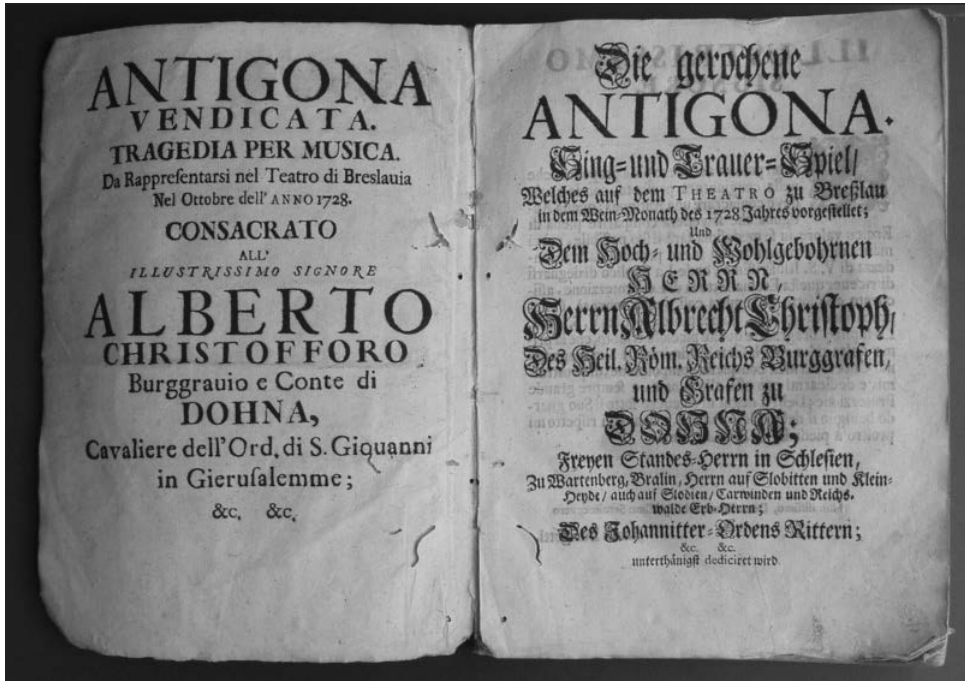 ANTIGONA
VENDICATA.
TRAGEDIA PER MUSICA.
Da Rappreſentarsi nel Teatro di Breslauia
Nel Ottobre dell' ANNO 1728.
CONSACRATO
ALL'
ILLUSTRISSIMO SIGNORE
ALBERTO
CHRISTOFFORO
Burggrauio e Conte di
DOHNA,
Cavaliere dell'Ord. di S. Giouanni
in Gieruſalemme;
&c. &c.
Die gerochene
ANTIGONA.
Sing- und Trauer-Spiel/
Welches auf dem THEATRO zu Breßlau
in dem Wein-Monath des 1728 Jahres vorgeſtellet;
Und
Dem Hoch- und Wohlgebohrnen
HERRN,
Herrn Albrecht Chriſtoph,
Des Heil. Röm. Reichs Burggrafen,
und Grafen zu
DOHNA;
Freyen Standes-Herrn in Schleſien,
Zu Wartenberg, Bralin, Herrn auf Slobitten und Klein-
Heyde/ auch auf Slodien/ Carwinden und Reichs-
walde Erb-Herrn;
Des Johannitter-Ordens Rittern;
&c. &c.
unterthänigſt dediciret wird